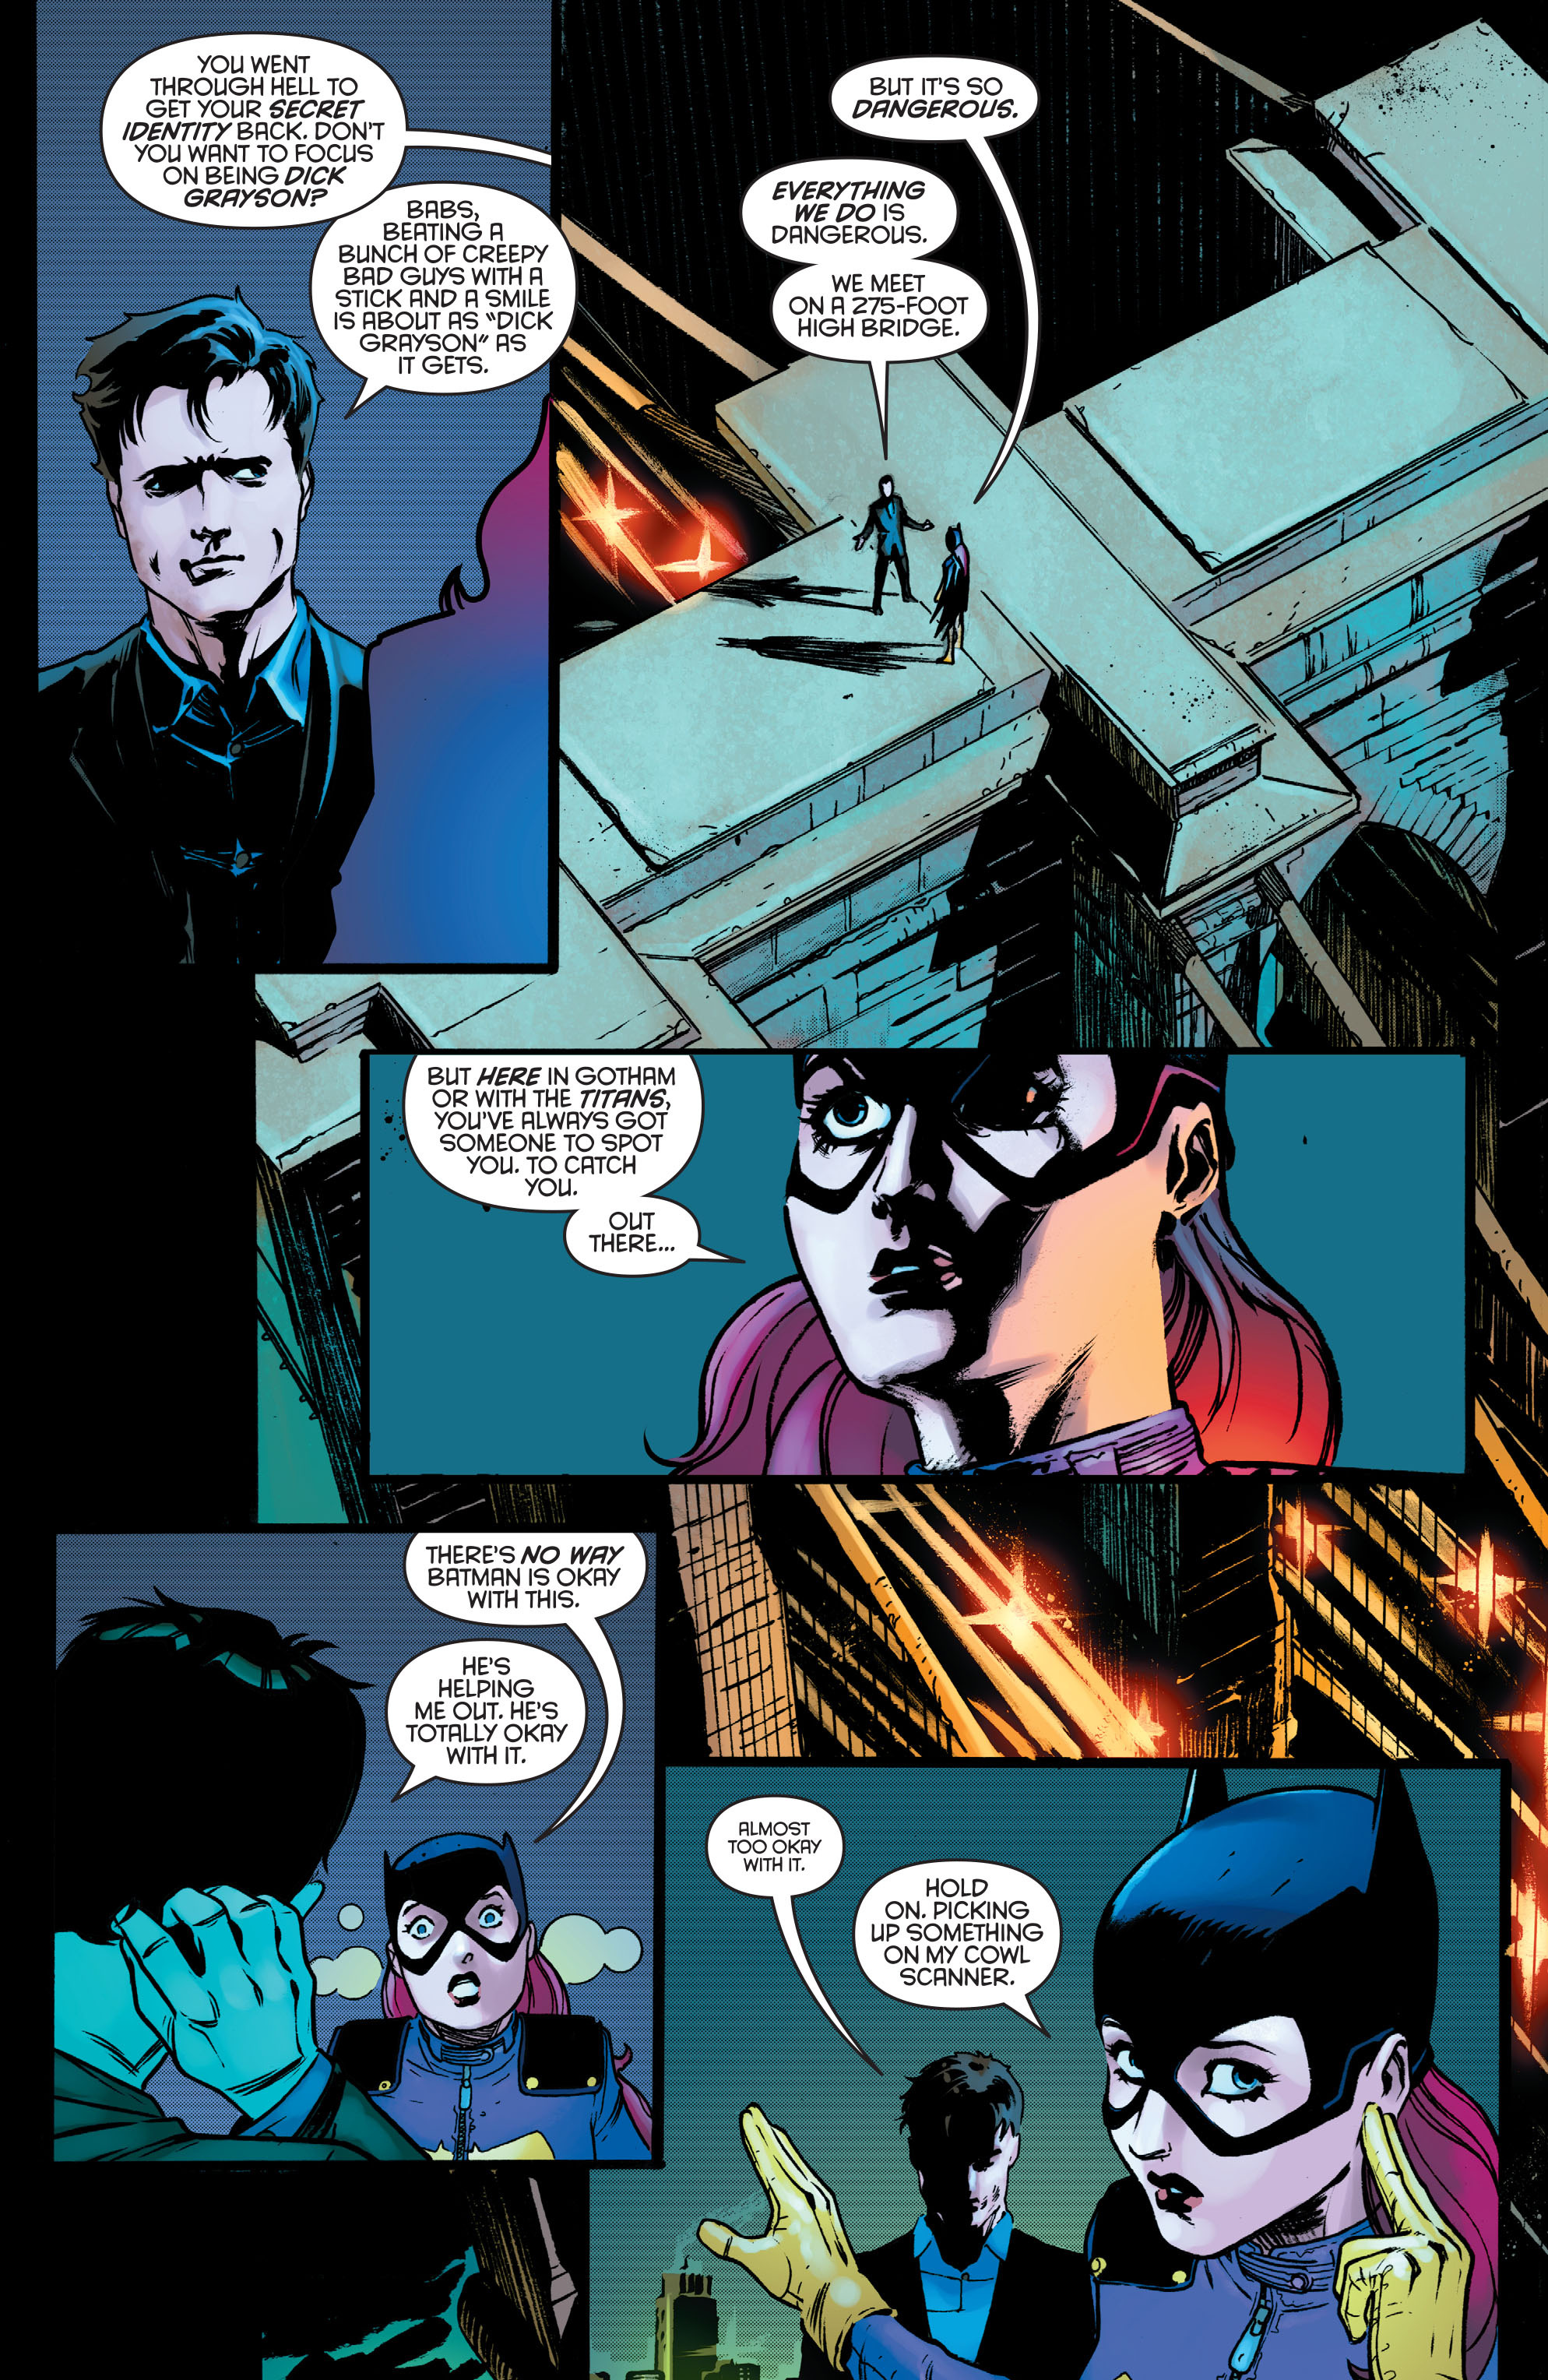 YOU WENT
THROUGH HELL TO
GET YOUR SECRET
IDENTITY BACK. DON'T
YOU WANT TO FOCUS
ON BEING DICK
GRAYSON?
BABS,
BEATING A
BUNCH OF CREEPY
BAD GUYS WITH A
STICK AND A SMILE
IS ABOUT AS "DICK
GRAYSON" AS
IT GETS.
BUT IT'S SO
DANGEROUS.
EVERYTHING
WE DO IS
DANGEROUS.
WE MEET
ON A 275-FOOT
HIGH BRIDGE.
BUT HERE IN GOTHAM
OR WITH THE TITANS,
YOU'VE ALWAYS GOT
SOMEONE TO SPOT
YOU. TO CATCH
YOU.
OUT
THERE...
THERE'S NO WAY
BATMAN IS OKAY
WITH THIS.
HE'S
HELPING
ME OUT. HE'S
TOTALLY OKAY
WITH IT.
ALMOST
TOO OKAY
WITH IT.
HOLD
ON. PICKING
UP SOMETHING
ON MY COWL
SCANNER.